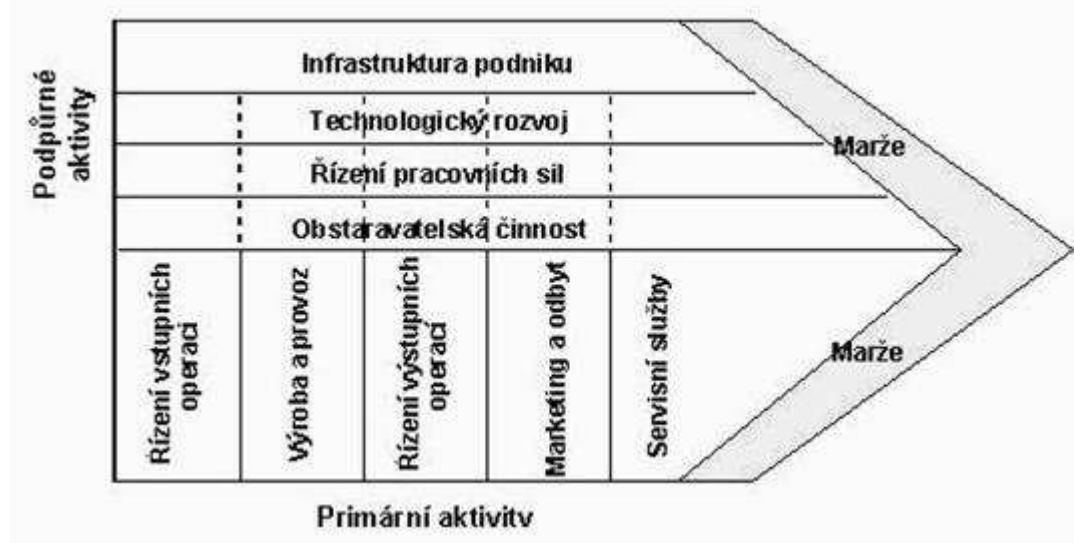 Podpůrné
aktivity
Infrastruktura podniku
Technologický rozvoj
Řízení pracovních sil
Obstaravatelská činnost
Marže
Marže
Řízení vstupních
operací
Výroba a provoz
Řízení výstupních
operací
Marketing a odbyt
Servisní služby
Primární aktivity